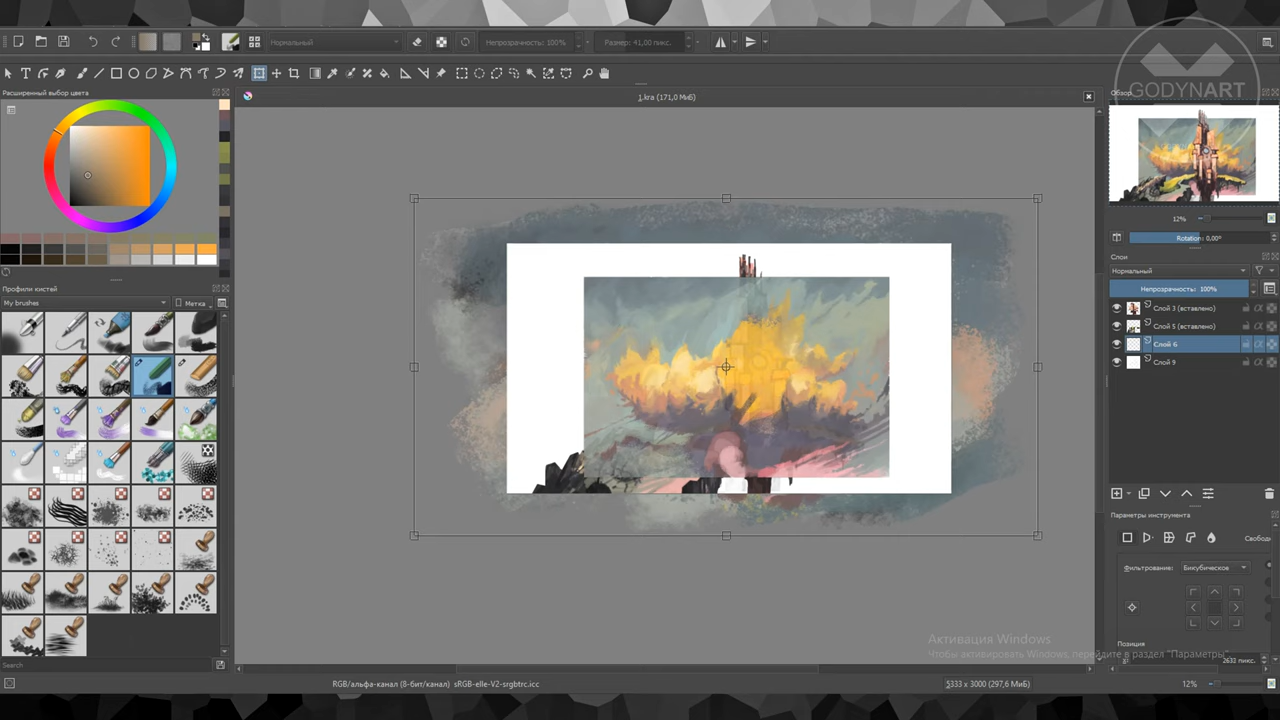 Нормальный
Непрозрачность: 100%
Размер: 41,00 пикс.
GODYNART
Расширенный выбор цвета
1.kra (171,0 МиБ)
Обзор
12%
Rotation: 0,00°
Слои
Нормальный
Непрозрачность: 100%
Слой 3 (вставлено)
Слой 5 (вставлено)
Слой 6
Слой 9
Профили кистей
My brushes
Метка
Параметры инструмента
Свобод
Фильтрование: Бикубическое
Позиция
2632 пикс.
Активация Windows
Чтобы активировать Windows, перейдите в раздел "Параметры".
Search
RGB/альфа-канал (8-бит/канал) sRGB-elle-V2-srgbtrc.icc
5333 x 3000 (297,6 МиБ)
12%